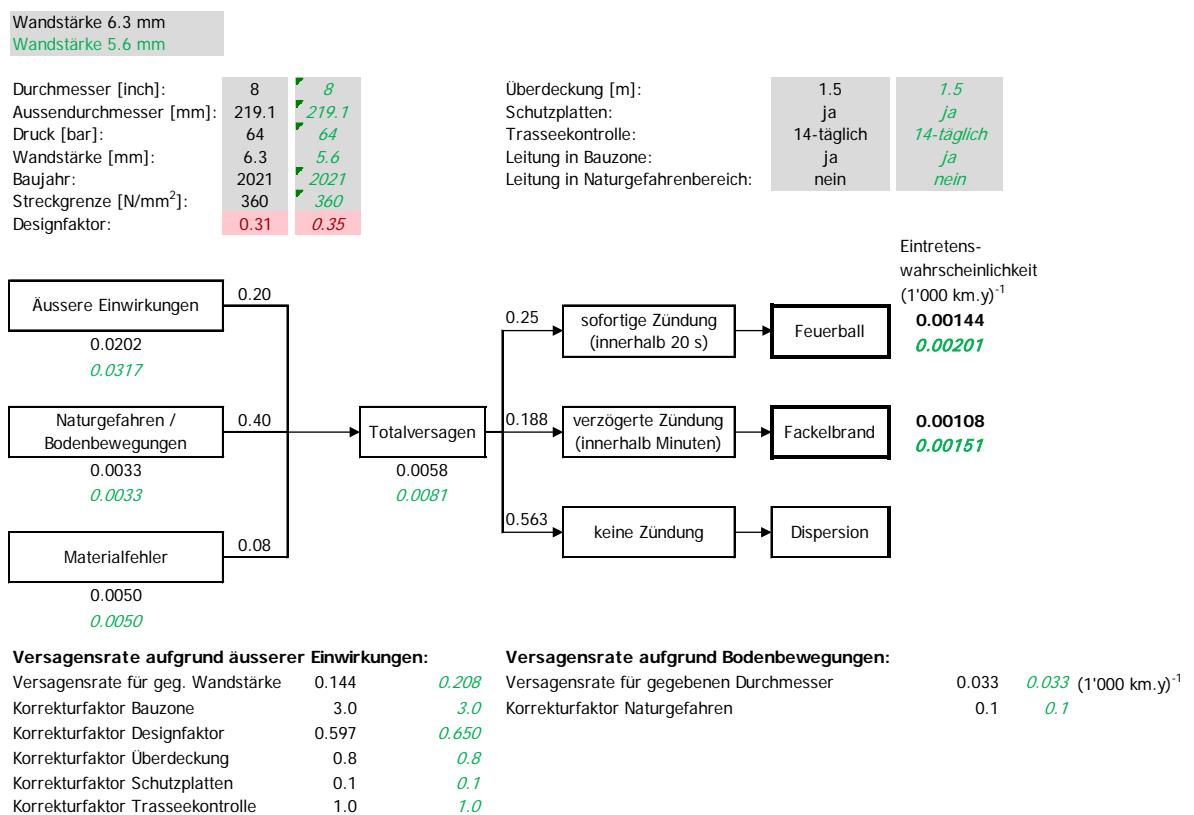 Wandstärke 6.3 mm
Wandstärke 5.6 mm
Durchmesser [inch]: 8 8
Aussendurchmesser [mm]: 219.1 219.1
Druck [bar]: 64 64
Wandstärke [mm]: 6.3 5.6
Baujahr: 2021 2021
Streckgrenze [N/mm²]: 360 360
Designfaktor: 0.31 0.35
Überdeckung [m]: 1.5 1.5
Schutzplatten: ja ja
Trasseekontrolle: 14-täglich 14-täglich
Leitung in Bauzone: ja ja
Leitung in Naturgefahrenbereich: nein nein
Eintretens-
wahrscheinlichkeit
(1'000 km.y)⁻¹
Äussere Einwirkungen
0.20
0.0202
0.0317
Naturgefahren /
Bodenbewegungen
0.40
0.0033
0.0033
Materialfehler
0.08
0.0050
0.0050
Totalversagen
0.0058
0.0081
0.25
sofortige Zündung
(innerhalb 20 s)
Feuerball
0.00144
0.00201
0.188
verzögerte Zündung
(innerhalb Minuten)
Fackelbrand
0.00108
0.00151
0.563
keine Zündung
Dispersion
Versagensrate aufgrund äusserer Einwirkungen:
Versagensrate für geg. Wandstärke 0.144 0.208
Korrekturfaktor Bauzone 3.0 3.0
Korrekturfaktor Designfaktor 0.597 0.650
Korrekturfaktor Überdeckung 0.8 0.8
Korrekturfaktor Schutzplatten 0.1 0.1
Korrekturfaktor Trasseekontrolle 1.0 1.0
Versagensrate aufgrund Bodenbewegungen:
Versagensrate für gegebenen Durchmesser 0.033 0.033 (1'000 km.y)⁻¹
Korrekturfaktor Naturgefahren 0.1 0.1